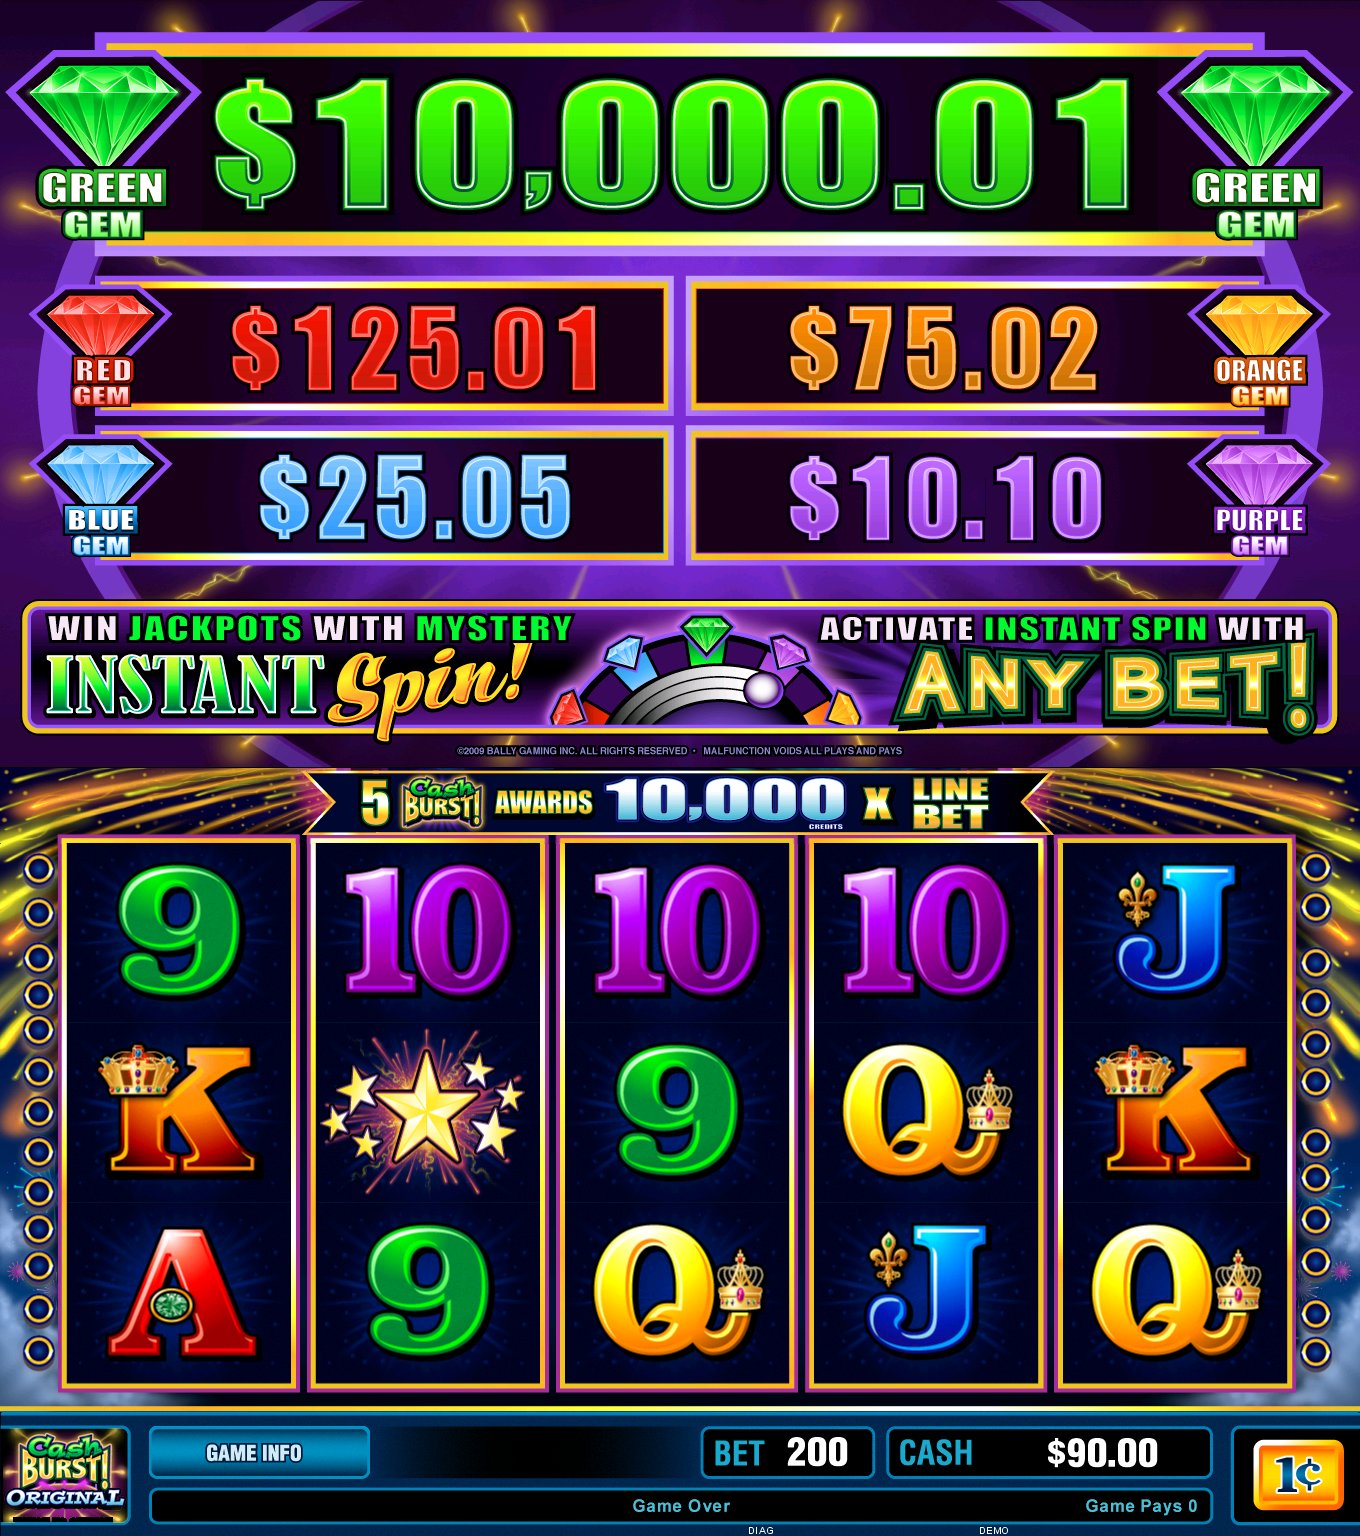 $10,000.01
GREEN GEM
GREEN GEM
$125.01
$75.02
RED GEM
ORANGE GEM
$25.05
$10.10
BLUE GEM
PURPLE GEM
WIN JACKPOTS WITH MYSTERY
INSTANT Spin!
ACTIVATE INSTANT SPIN WITH
ANY BET!
©2009 BALLY GAMING INC. ALL RIGHTS RESERVED • MALFUNCTION VOIDS ALL PLAYS AND PAYS
5 Cash BURST! AWARDS 10,000 CREDITS X LINE BET
9 10 10 10 J
K 9 Q K
A 9 Q J Q
Cash BURST! ORIGINAL
GAME INFO
BET 200
CASH $90.00
1¢
Game Over
Game Pays 0
DIAG
DEMO